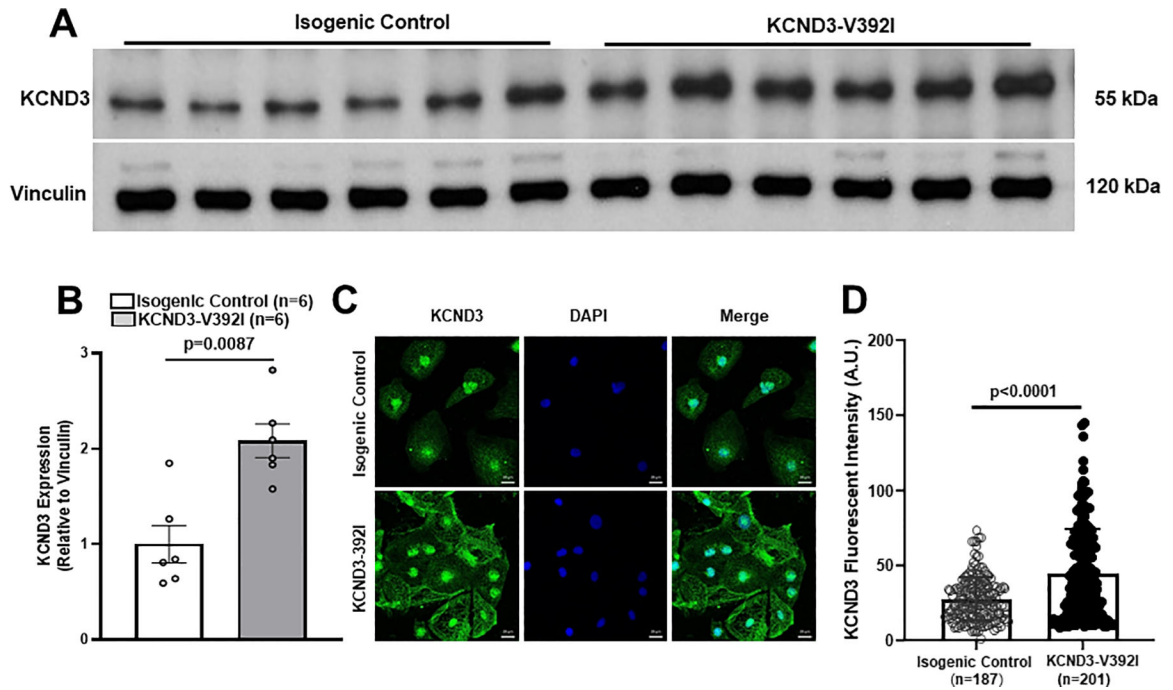 A
Isogenic Control
KCND3-V392I
KCND3
55 kDa
Vinculin
120 kDa
B
Isogenic Control (n=6)
KCND3-V392I (n=6)
p=0.0087
KCND3 Expression
(Relative to Vinculin)
3
2
1
0
C
KCND3
DAPI
Merge
Isogenic Control
KCND3-392I
D
KCND3 Fluorescent Intensity (A.U.)
200
150
100
50
0
p<0.0001
Isogenic Control
(n=187)
KCND3-V392I
(n=201)